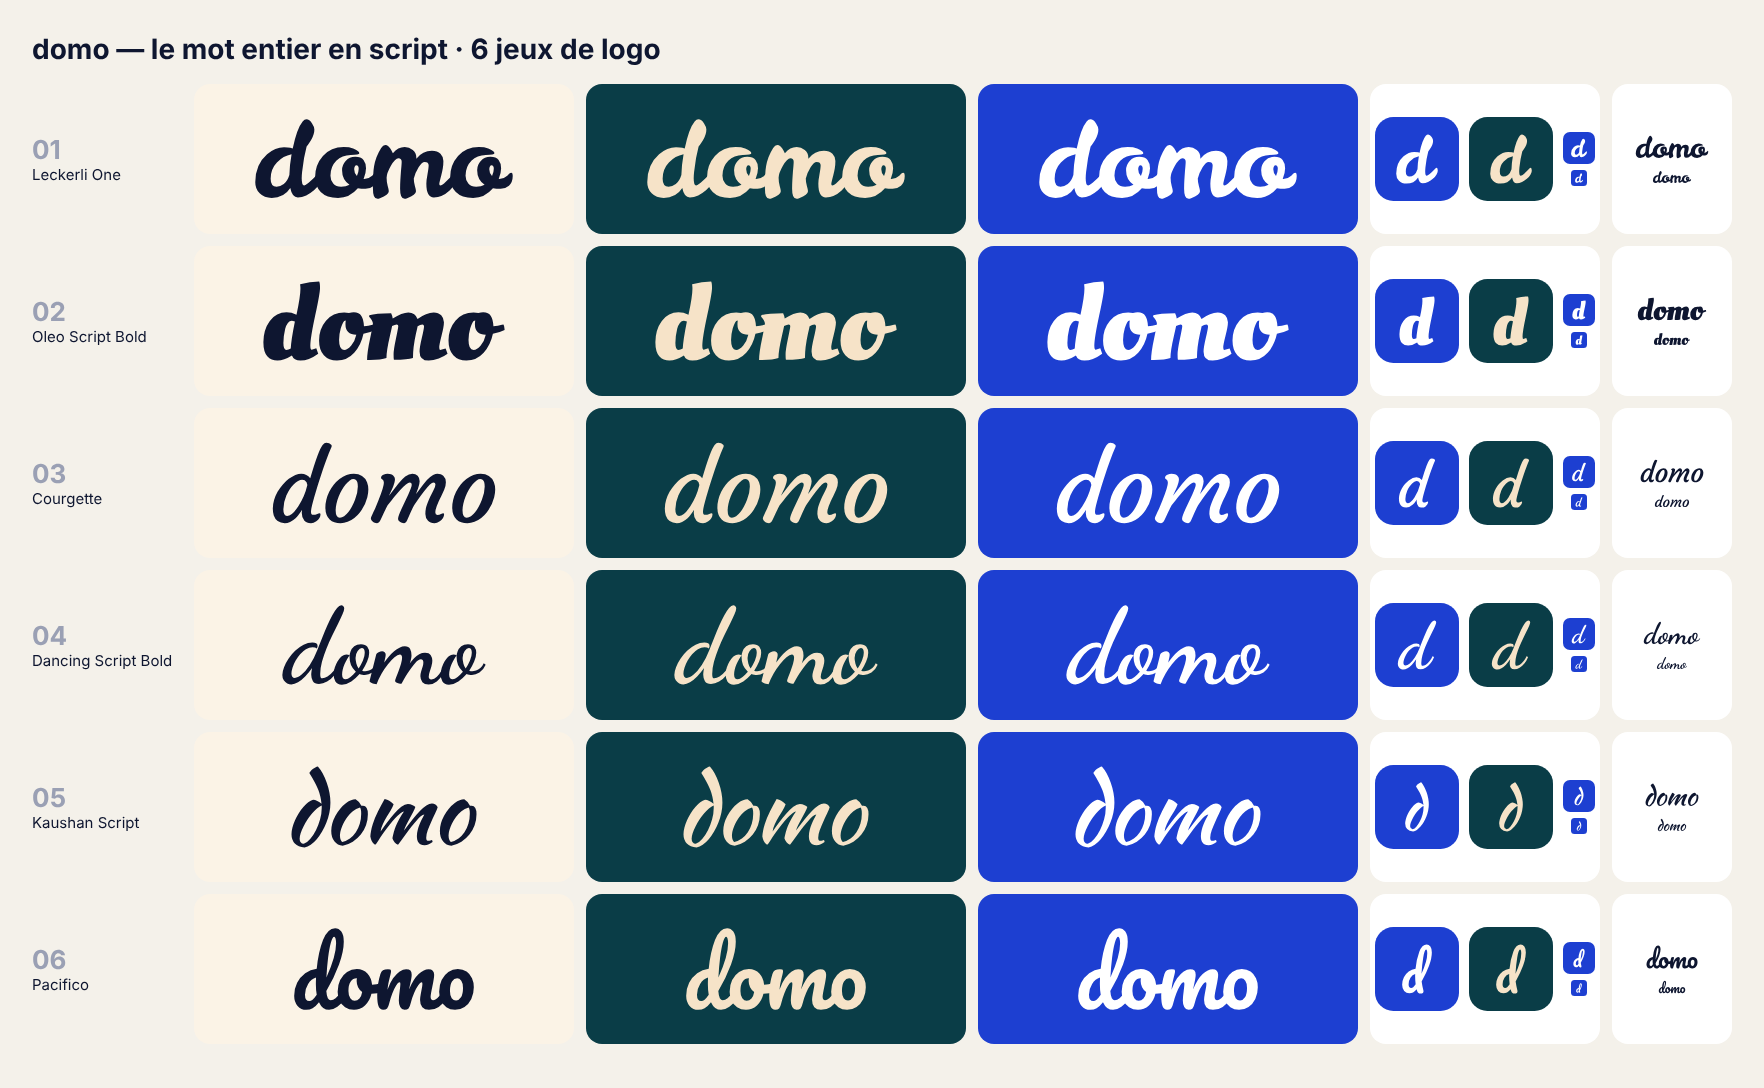 domo — le mot entier en script · 6 jeux de logo
01
Leckerli One
domo
domo
domo
d
d
d
d
domo
domo
02
Oleo Script Bold
domo
domo
domo
d
d
d
d
domo
domo
03
Courgette
domo
domo
domo
d
d
d
d
domo
domo
04
Dancing Script Bold
domo
domo
domo
d
d
d
d
domo
domo
05
Kaushan Script
domo
domo
domo
d
d
d
d
domo
domo
06
Pacifico
domo
domo
domo
d
d
d
d
domo
domo